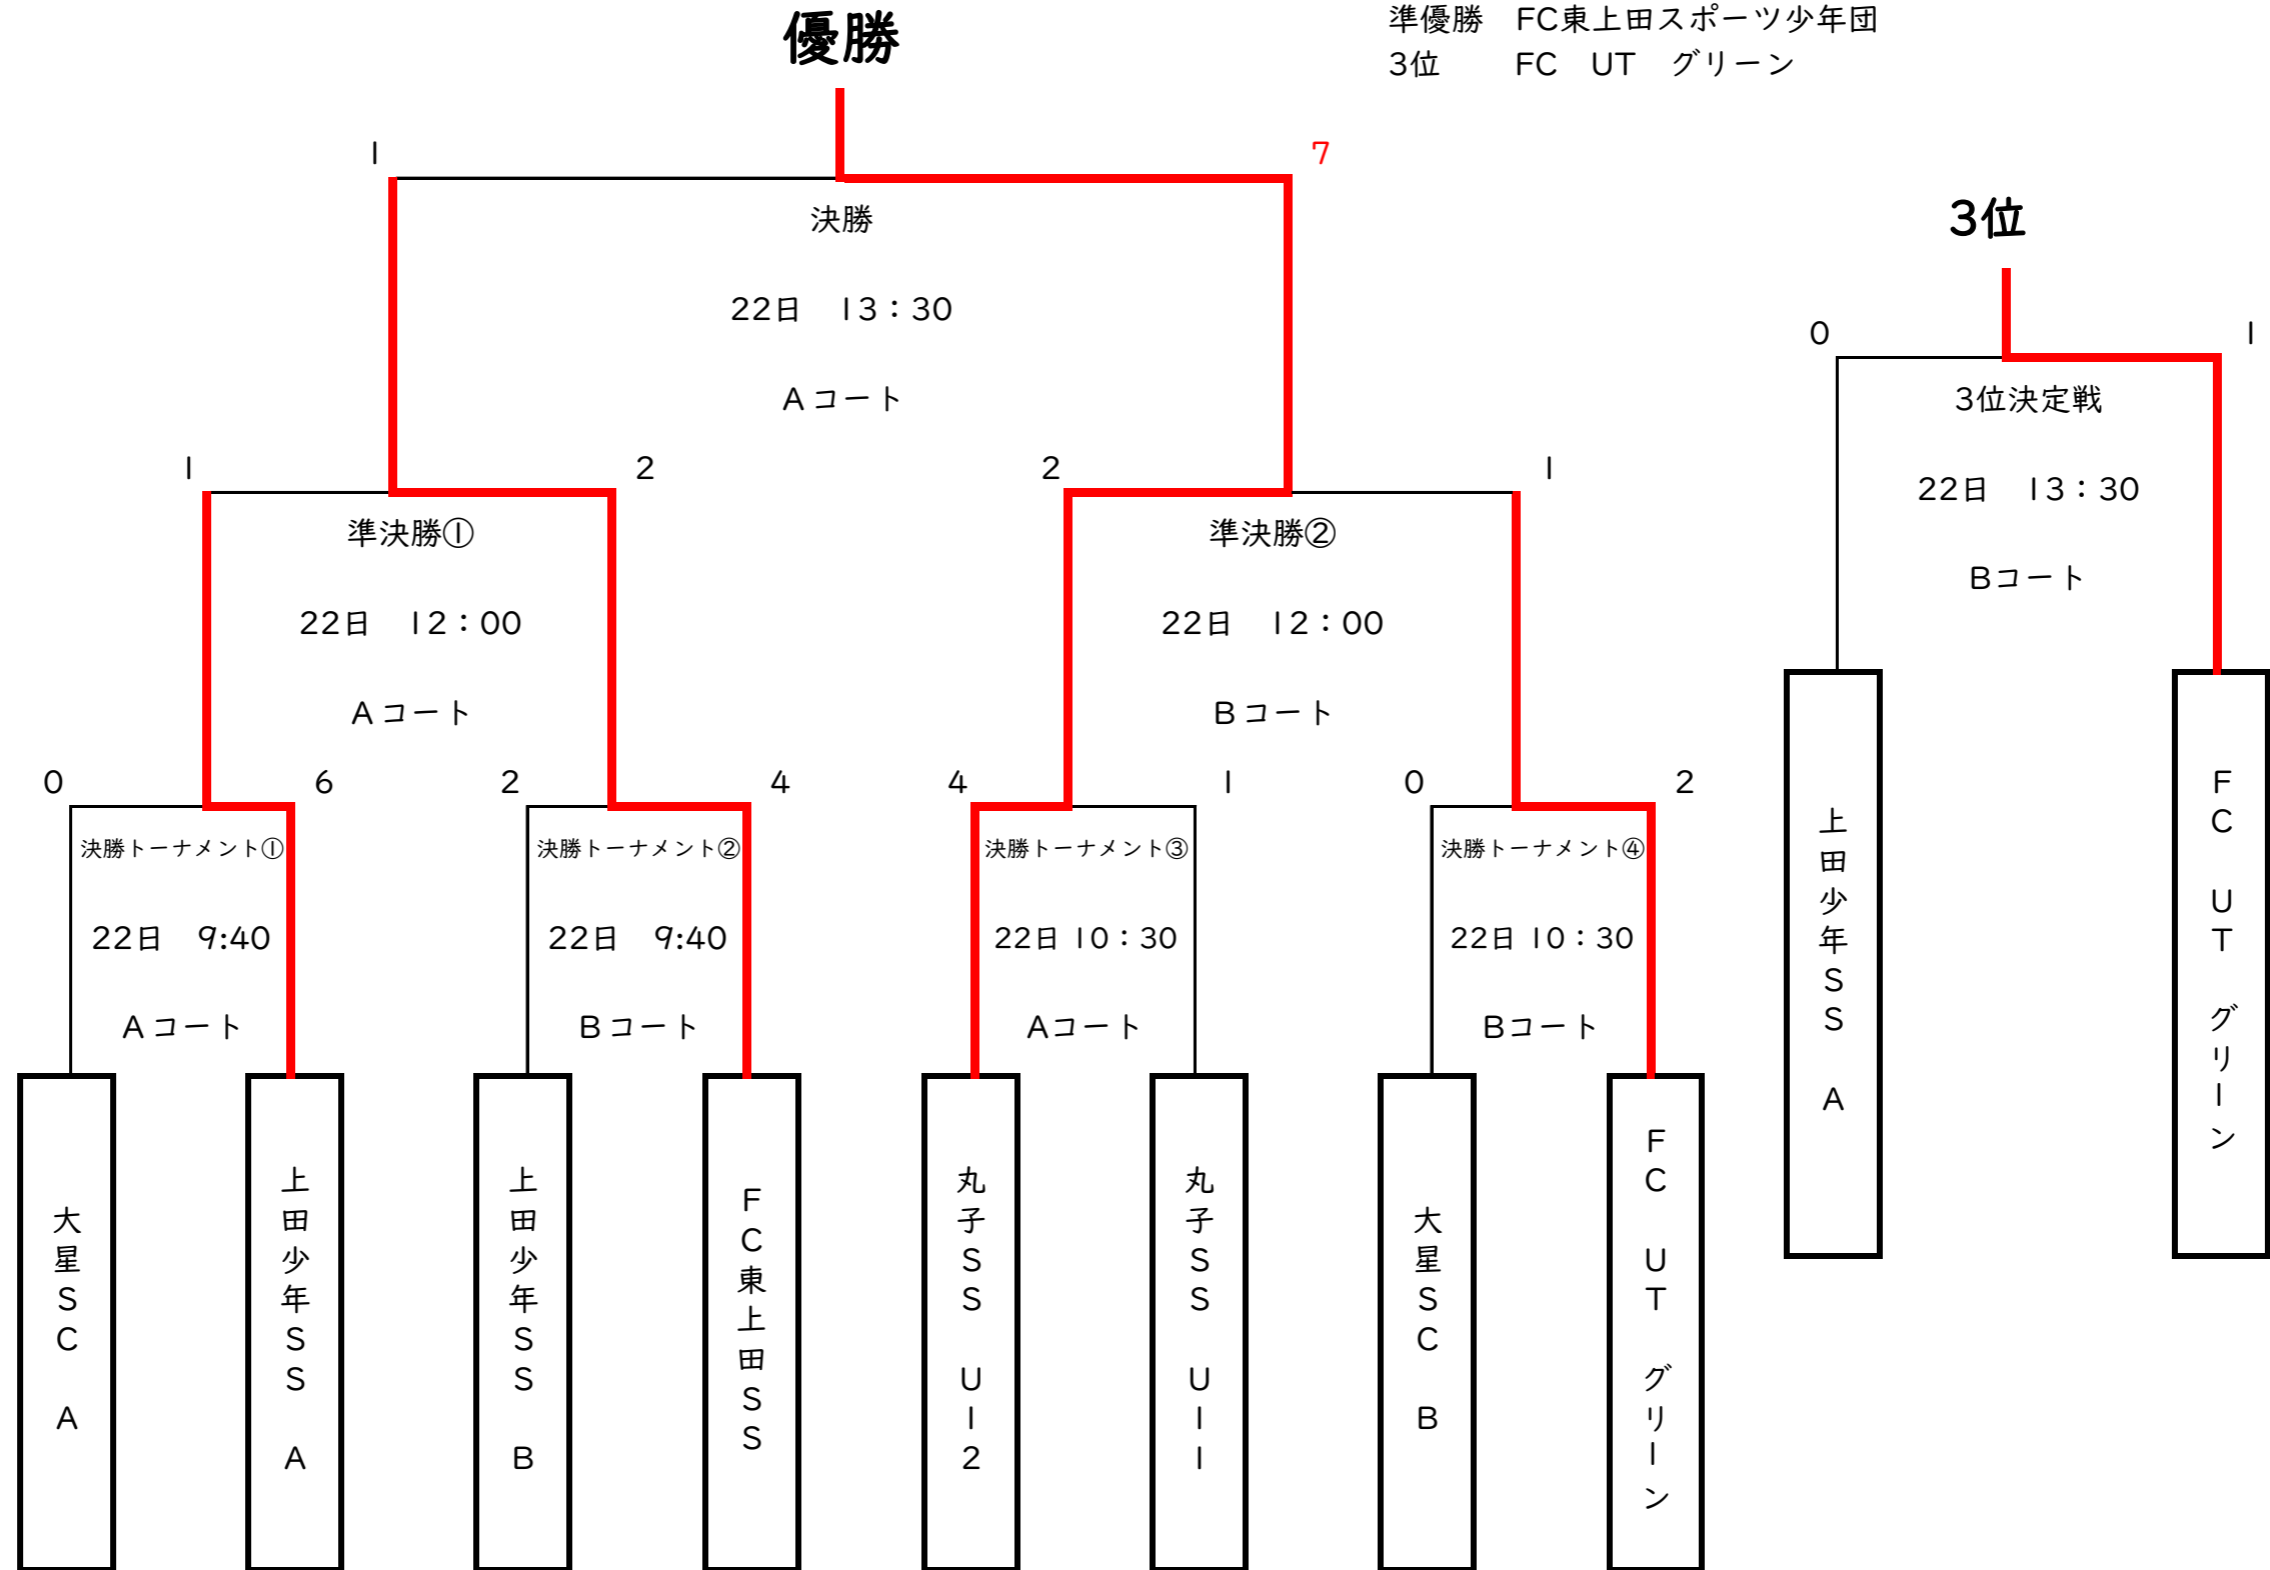 優勝
準優勝　FC東上田スポーツ少年団
3位　　FC　UT　グリーン
1
7
決勝
22日　13：30
Aコート
3位
0
1
3位決定戦
22日　13：30
Bコート
1
2
2
1
準決勝①
22日　12：00
Aコート
準決勝②
22日　12：00
Bコート
0
6
2
4
4
1
0
2
決勝トーナメント①
22日　9:40
Aコート
決勝トーナメント②
22日　9:40
Bコート
決勝トーナメント③
22日 10：30
Aコート
決勝トーナメント④
22日 10：30
Bコート
大星SC　A
上田少年SS　A
上田少年SS　B
FC東上田SS
丸子SS　U12
丸子SS　U11
大星SC　B
FC　UT　グリーン
上田少年SS　A
FC　UT　グリーン